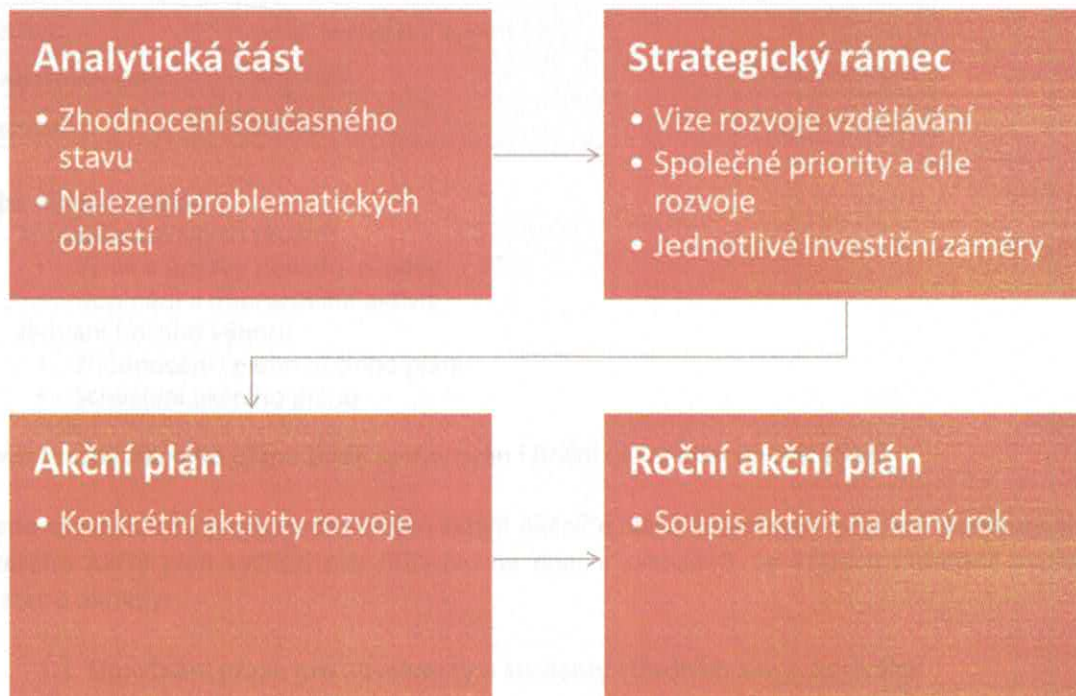 Analytická část
• Zhodnocení současného
stavu
• Nalezení problematických
oblastí
Strategický rámec
• Vize rozvoje vzdělávání
• Společné priority a cíle
rozvoje
• Jednotlivé Investiční záměry
Akční plán
• Konkrétní aktivity rozvoje
Roční akční plán
• Soupis aktivit na daný rok